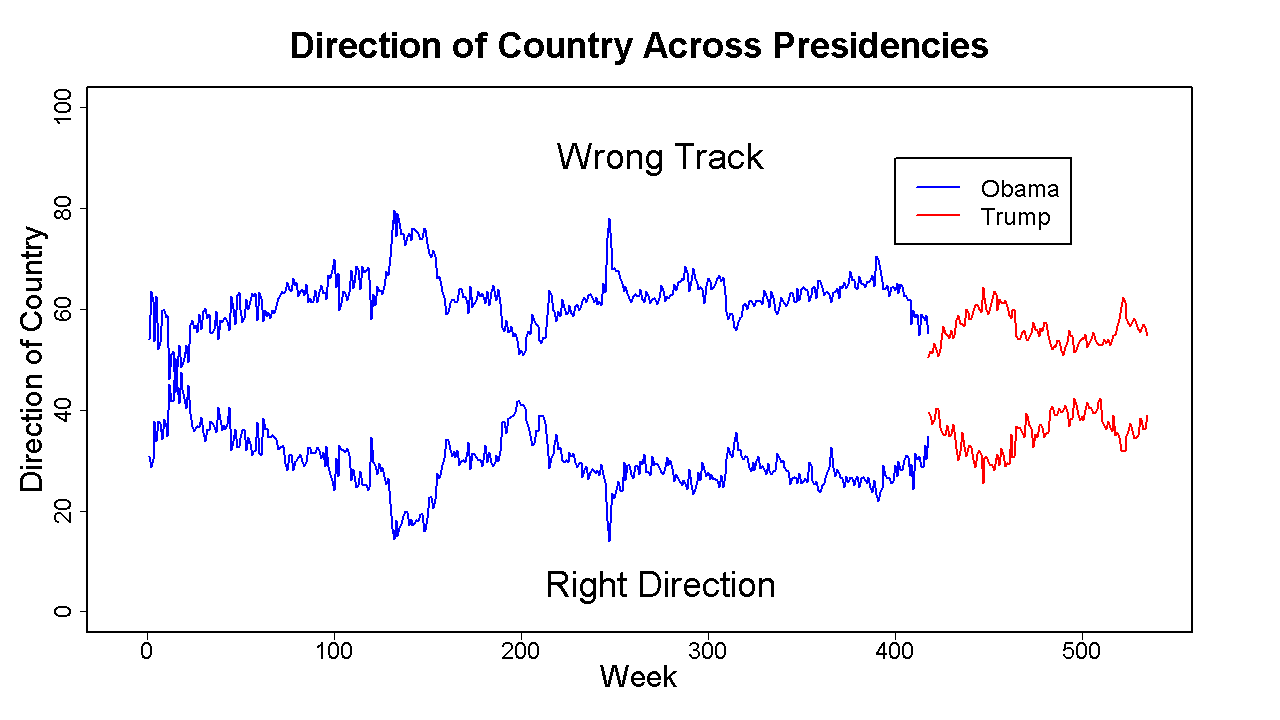 Direction of Country Across Presidencies
Direction of Country
100
80
60
40
20
0
Wrong Track
Obama
Trump
Right Direction
0 100 200 300 400 500
Week